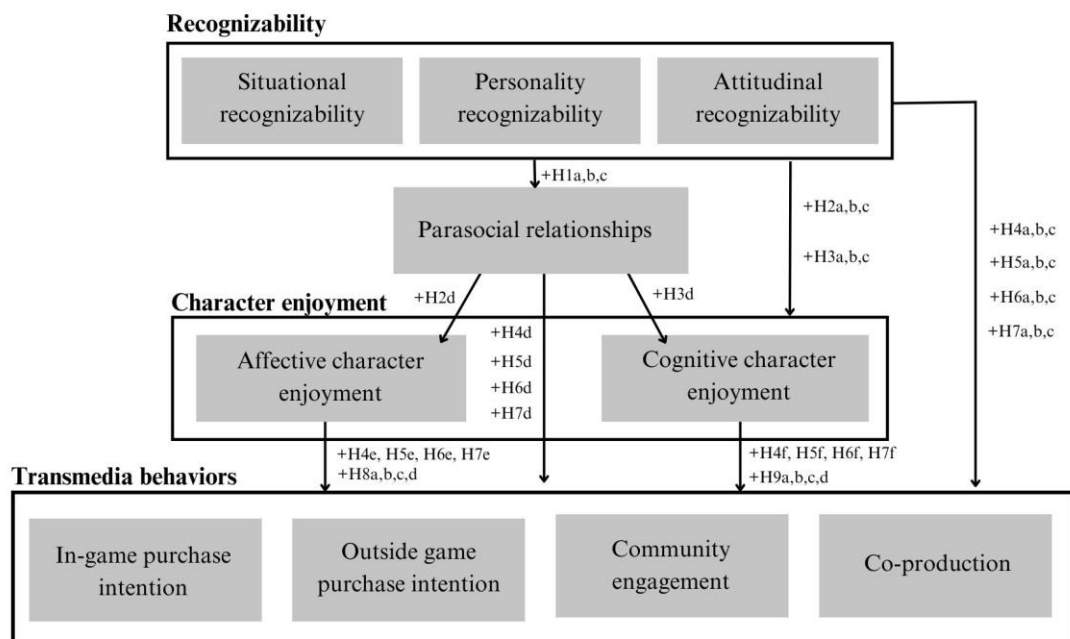 Recognizability
Situational
recognizability
Personality
recognizability
Attitudinal
recognizability
+H1a,b,c
+H2a,b,c
+H3a,b,c
+H4a,b,c
+H5a,b,c
+H6a,b,c
+H7a,b,c
Parasocial relationships
+H2d
+H3d
Character enjoyment
+H4d
+H5d
+H6d
+H7d
Affective character
enjoyment
Cognitive character
enjoyment
+H4e, H5e, H6e, H7e
+H8a,b,c,d
+H4f, H5f, H6f, H7f
+H9a,b,c,d
Transmedia behaviors
In-game purchase
intention
Outside game
purchase intention
Community
engagement
Co-production